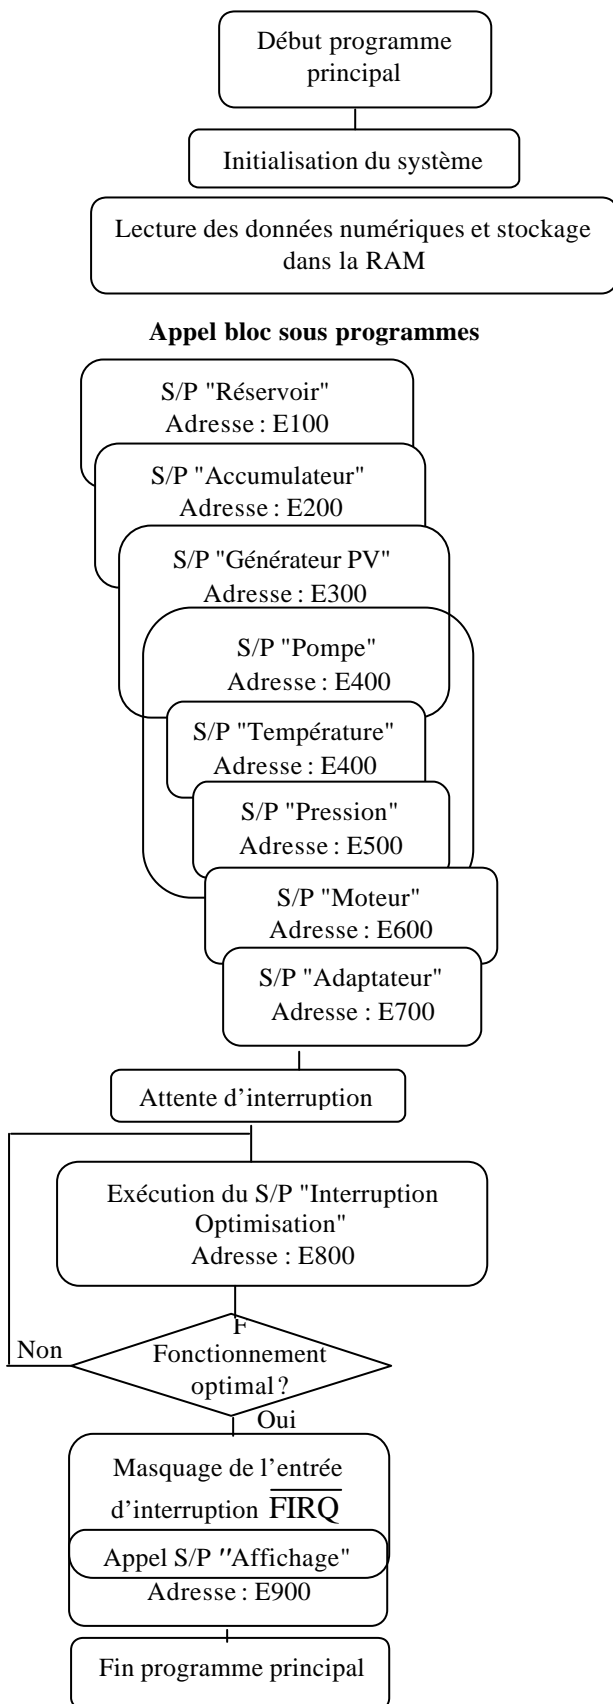 Début programme
principal
Initialisation du système
Lecture des données numériques et stockage
dans la RAM
Appel bloc sous programmes
S/P "Réservoir"
Adresse : E100
S/P "Accumulateur"
Adresse : E200
S/P "Générateur PV"
Adresse : E300
S/P "Pompe"
Adresse : E400
S/P "Température"
Adresse : E400
S/P "Pression"
Adresse : E500
S/P "Moteur"
Adresse : E600
S/P "Adaptateur"
Adresse : E700
Attente d’interruption
Exécution du S/P "Interruption
Optimisation"
Adresse : E800
F
Non
Fonctionnement
optimal ?
Oui
Masquage de l’entrée
d’interruption F̅I̅R̅Q̅
Appel S/P "Affichage"
Adresse : E900
Fin programme principal